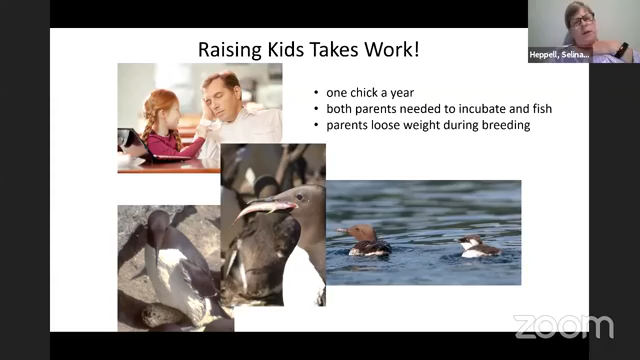 Raising Kids Takes Work!
• one chick a year
• both parents needed to incubate and fish
• parents loose weight during breeding
Heppell, Selina...
zoom